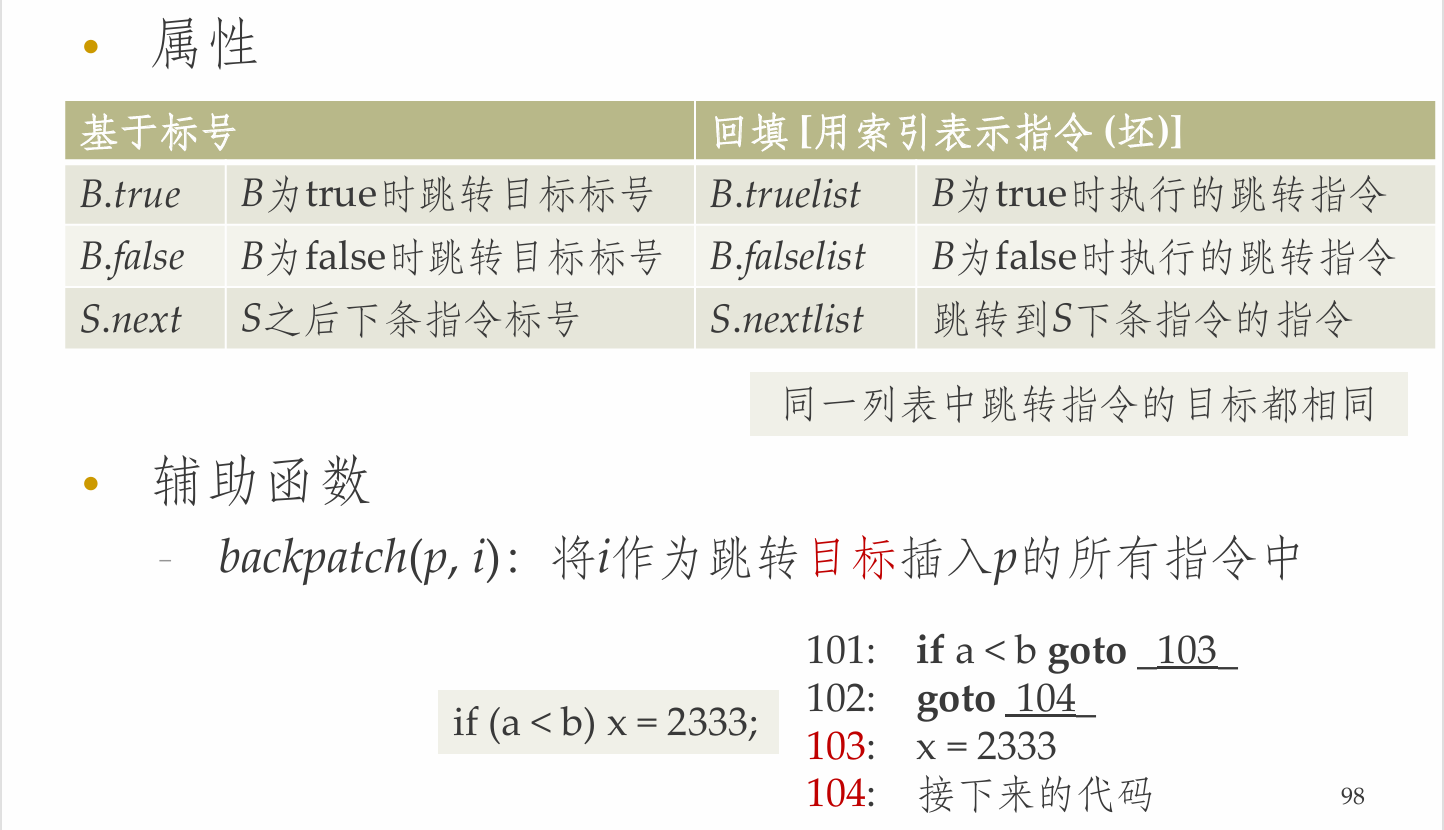 • 属性
基于标号 回填 [用索引表示指令 (坯)]
B.true B为true时跳转目标标号 B.truelist B为true时执行的跳转指令
B.false B为false时跳转目标标号 B.falselist B为false时执行的跳转指令
S.next S之后下条指令标号 S.nextlist 跳转到S下条指令的指令
同一列表中跳转指令的目标都相同
• 辅助函数
- backpatch(p, i)：将i作为跳转目标插入p的所有指令中
if (a < b) x = 2333;
101: if a < b goto _103_
102: goto _104_
103: x = 2333
104: 接下来的代码
98